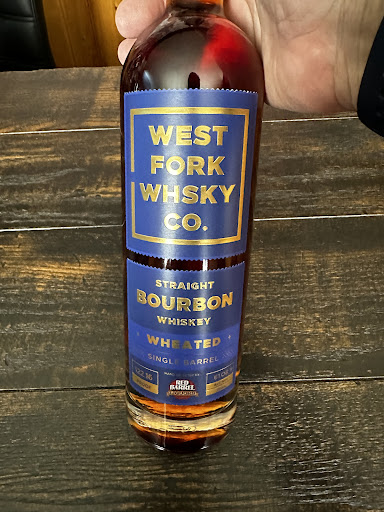 WEST
FORK
WHSKY
CO.
STRAIGHT
BOURBON
WHISKEY
WHEATED
SINGLE BARREL
RED
BARREL